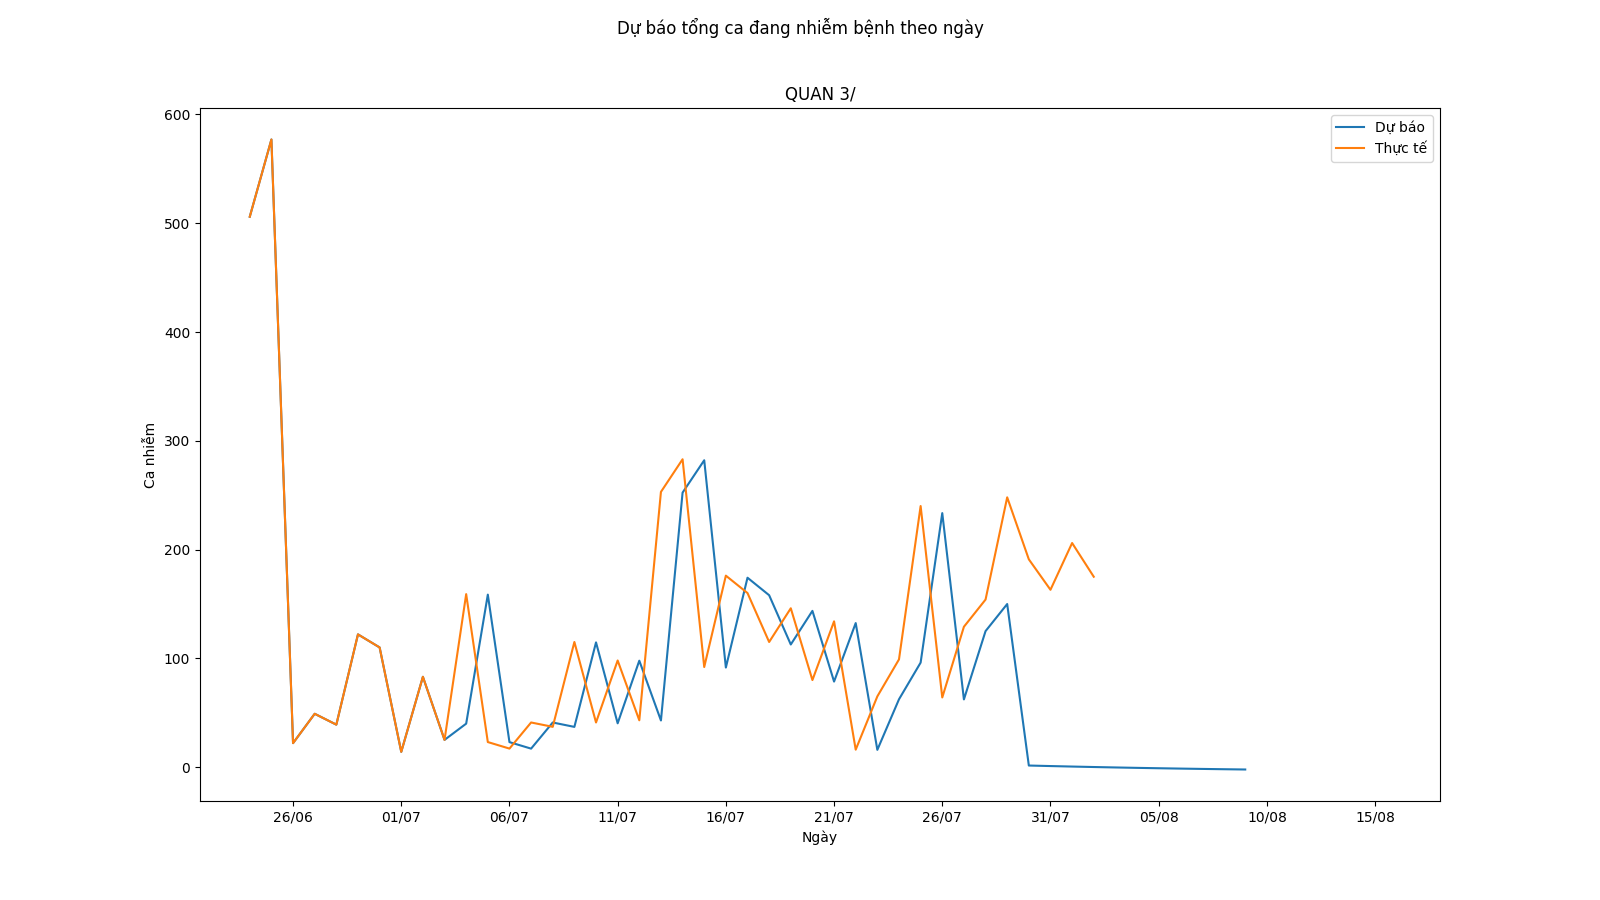 Dự báo tổng ca đang nhiễm bệnh theo ngày
QUAN 3/
Dự báo
Thực tế
Ca nhiễm
600
500
400
300
200
100
0
26/06 01/07 06/07 11/07 16/07 21/07 26/07 31/07 05/08 10/08 15/08
Ngày